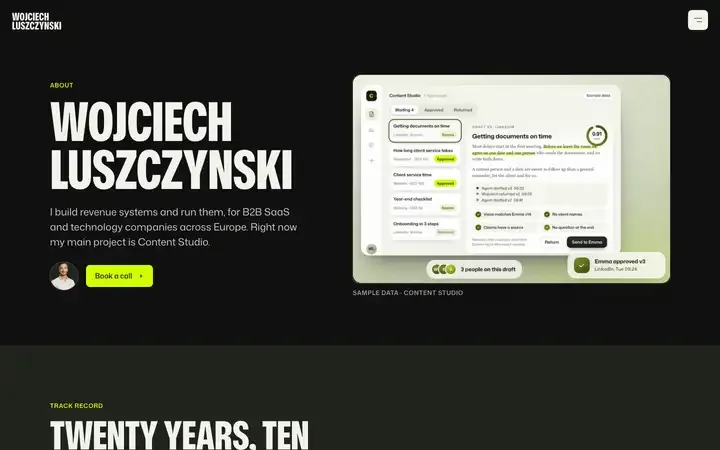 WOJCIECH
LUSZCZYNSKI
ABOUT
WOJCIECH
LUSZCZYNSKI
I build revenue systems and run them, for B2B SaaS
and technology companies across Europe. Right now
my main project is Content Studio.
Book a call
Content Studio
Waiting 4
Approved
Returned
Getting documents on time
How long client service takes
Approved
Client service time
Approved
Year-end checklist
Onboarding in 3 steps
Getting documents on time
0.91
Voice matches Emma v14
No client names
Claims have a source
No question at the end
Return
Send to Emma
3 people on this draft
Emma approved v3
LinkedIn, Tue 09:24
SAMPLE DATA · CONTENT STUDIO
TRACK RECORD
TWENTY YEARS, TEN